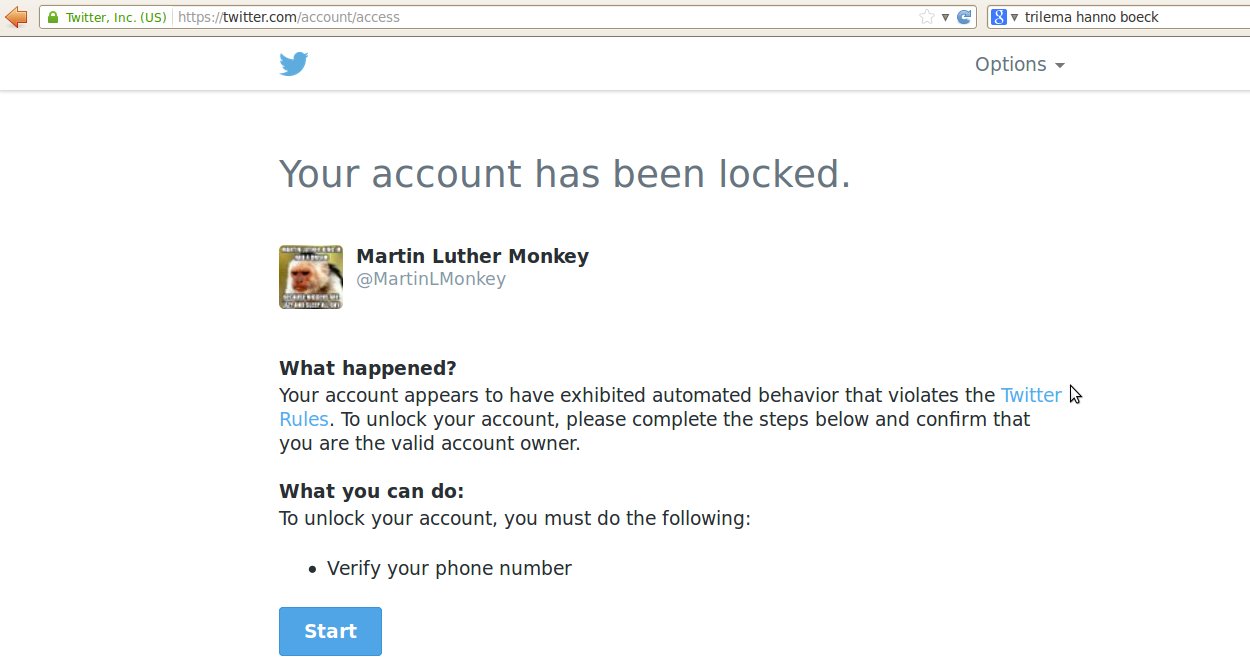 Twitter, Inc. (US) https://twitter.com/account/access trilema hanno boeck
Options
Your account has been locked.
Martin Luther Monkey
@MartinLMonkey
What happened?
Your account appears to have exhibited automated behavior that violates the Twitter
Rules. To unlock your account, please complete the steps below and confirm that
you are the valid account owner.
What you can do:
To unlock your account, you must do the following:
• Verify your phone number
Start